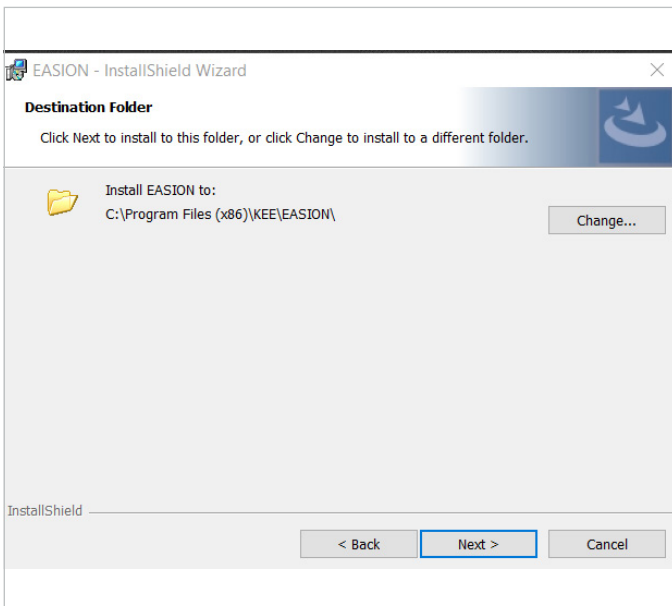 EASION - InstallShield Wizard
Destination Folder
Click Next to install to this folder, or click Change to install to a different folder.
Install EASION to:
C:\Program Files (x86)\KEE\EASION\
Change...
InstallShield
< Back
Next >
Cancel